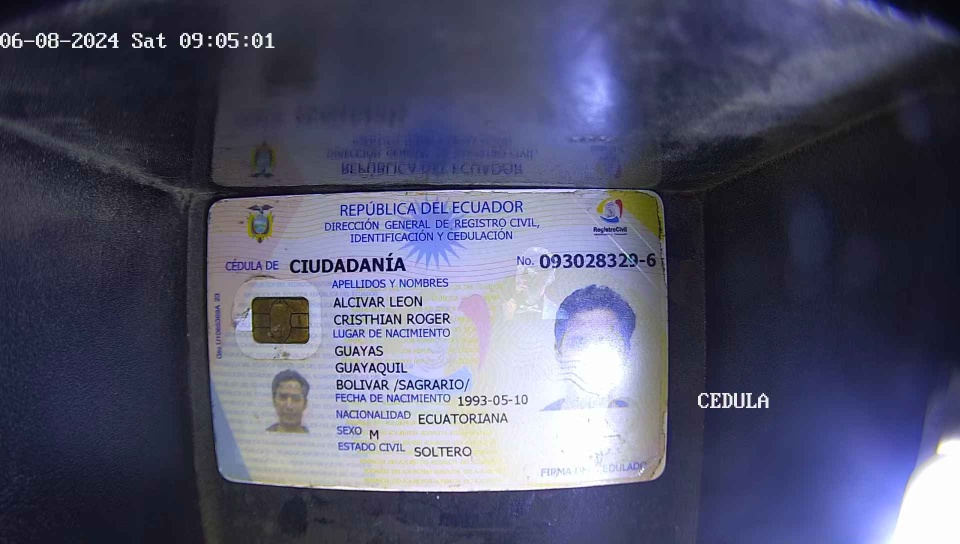 06-08-2024 Sat 09:05:01
REPÚBLICA DEL ECUADOR
DIRECCIÓN GENERAL DE REGISTRO CIVIL,
IDENTIFICACIÓN Y CEDULACIÓN
RegistroCivil
CÉDULA DE CIUDADANÍA
No. 093028329-6
APELLIDOS Y NOMBRES
ALCIVAR LEON
CRISTHIAN ROGER
LUGAR DE NACIMIENTO
GUAYAS
GUAYAQUIL
BOLIVAR /SAGRARIO/
FECHA DE NACIMIENTO 1993-05-10
NACIONALIDAD ECUATORIANA
SEXO M
ESTADO CIVIL SOLTERO
FIRMA
CEDULA